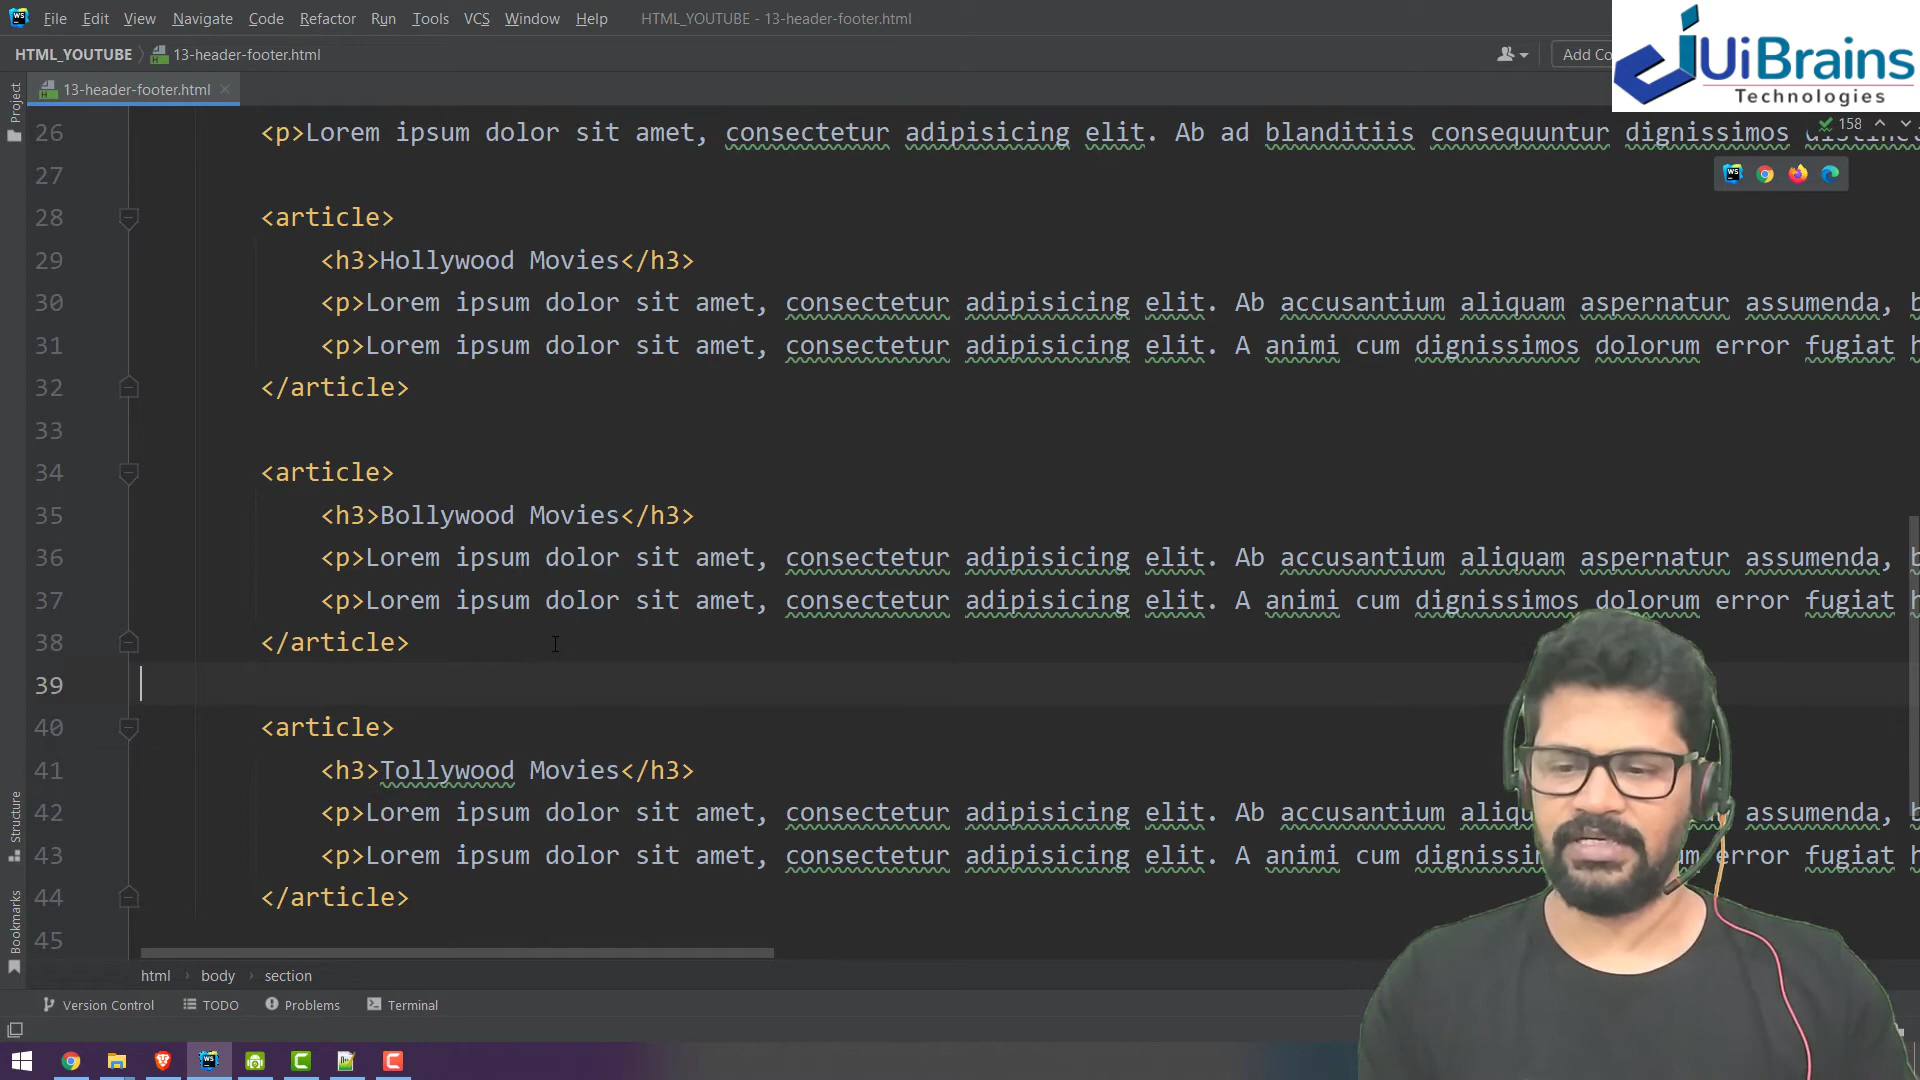 File Edit View Navigate Code Refactor Run Tools VCS Window Help HTML_YOUTUBE - 13-header-footer.html
HTML_YOUTUBE 13-header-footer.html
Add Co
UiBrains
Technologies
Project
13-header-footer.html
158
26 <p>Lorem ipsum dolor sit amet, consectetur adipisicing elit. Ab ad blanditiis consequuntur dignissimos
27
28 <article>
29 <h3>Hollywood Movies</h3>
30 <p>Lorem ipsum dolor sit amet, consectetur adipisicing elit. Ab accusantium aliquam aspernatur assumenda, b
31 <p>Lorem ipsum dolor sit amet, consectetur adipisicing elit. A animi cum dignissimos dolorum error fugiat h
32 </article>
33
34 <article>
35 <h3>Bollywood Movies</h3>
36 <p>Lorem ipsum dolor sit amet, consectetur adipisicing elit. Ab accusantium aliquam aspernatur assumenda, b
37 <p>Lorem ipsum dolor sit amet, consectetur adipisicing elit. A animi cum dignissimos dolorum error fugiat h
38 </article>
39
40 <article>
41 <h3>Tollywood Movies</h3>
42 <p>Lorem ipsum dolor sit amet, consectetur adipisicing elit. Ab accusantium aliqu assumenda, b
43 <p>Lorem ipsum dolor sit amet, consectetur adipisicing elit. A animi cum dignissim um error fugiat h
44 </article>
45
Structure
Bookmarks
html body section
Version Control TODO Problems Terminal